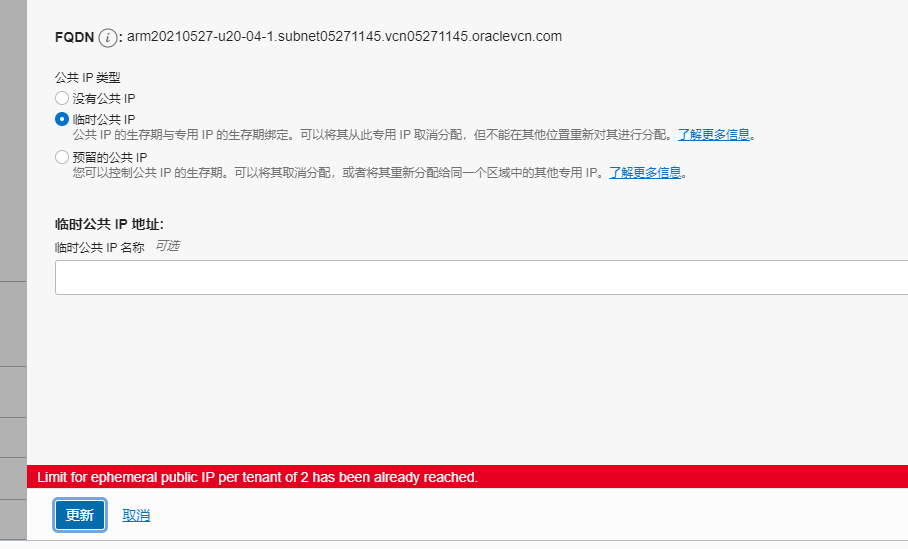 FQDN i : arm20210527-u20-04-1.subnet05271145.vcn05271145.oraclevcn.com
公共 IP 类型
没有公共 IP
临时公共 IP
公共 IP 的生存期与专用 IP 的生存期绑定。可以将其从此专用 IP 取消分配，但不能在其他位置重新对其进行分配。了解更多信息。
预留的公共 IP
您可以控制公共 IP 的生存期。可以将其取消分配，或者将其重新分配给同一个区域中的其他专用 IP。了解更多信息。
临时公共 IP 地址:
临时公共 IP 名称 可选
Limit for ephemeral public IP per tenant of 2 has been already reached.
更新 取消